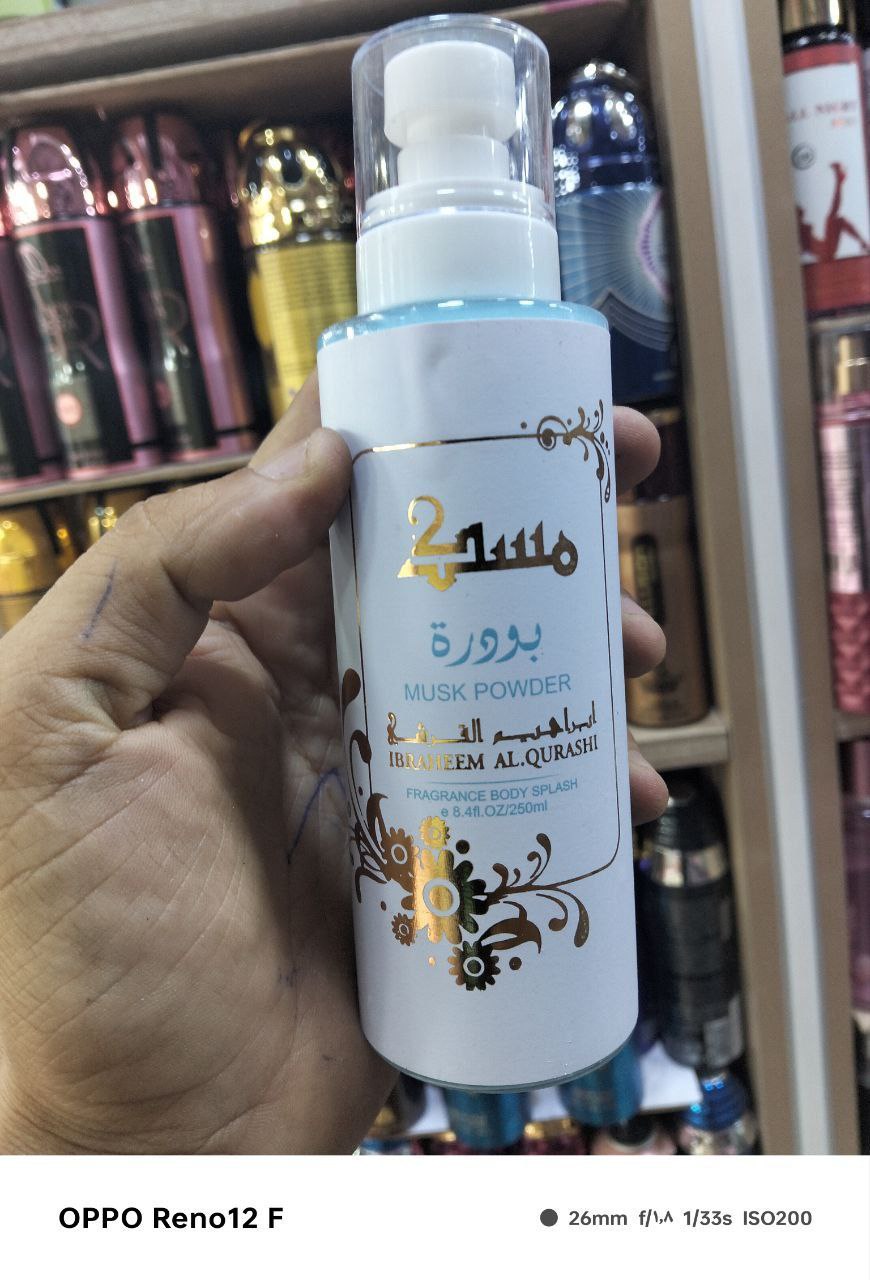 مسك
بودرة
MUSK POWDER
ابراهيم القرشي
IBRAHEEM AL.QURASHI
FRAGRANCE BODY SPLASH
e 8.4fl.OZ/250ml
OPPO Reno12 F
26mm f/١٫٨ 1/33s ISO200